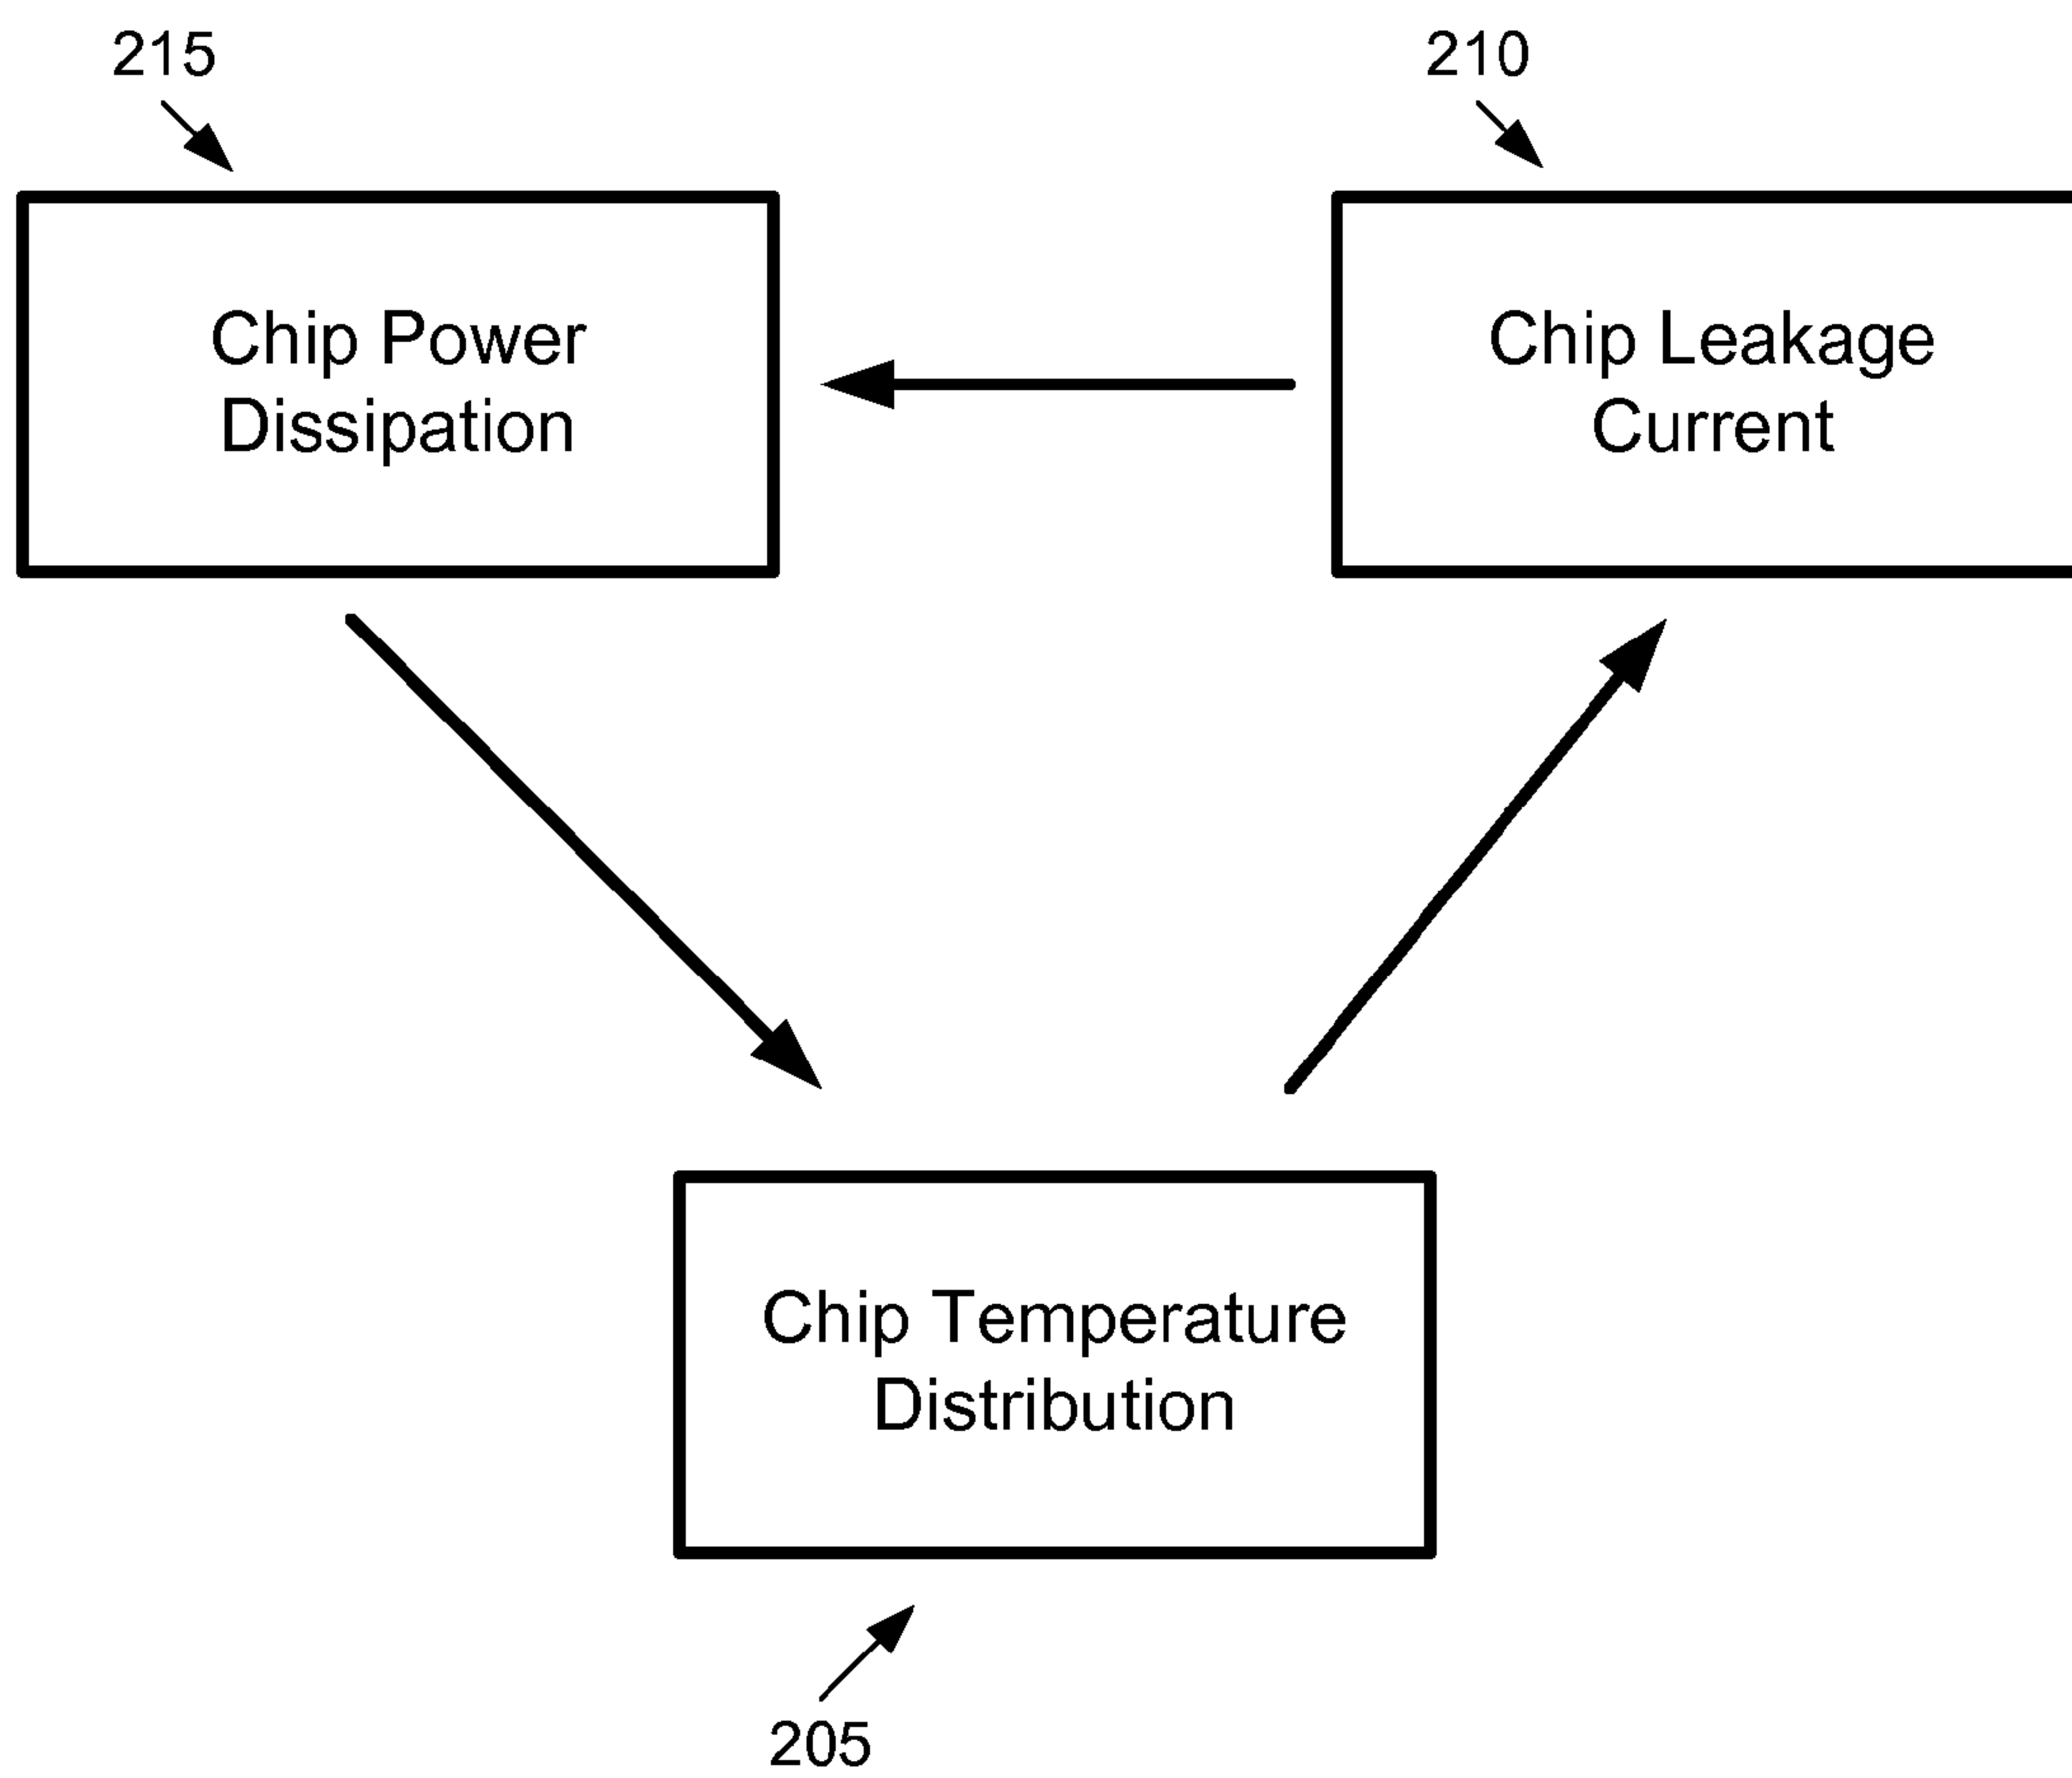 215
210
Chip Power
Dissipation
Chip Leakage
Current
Chip Temperature
Distribution
205